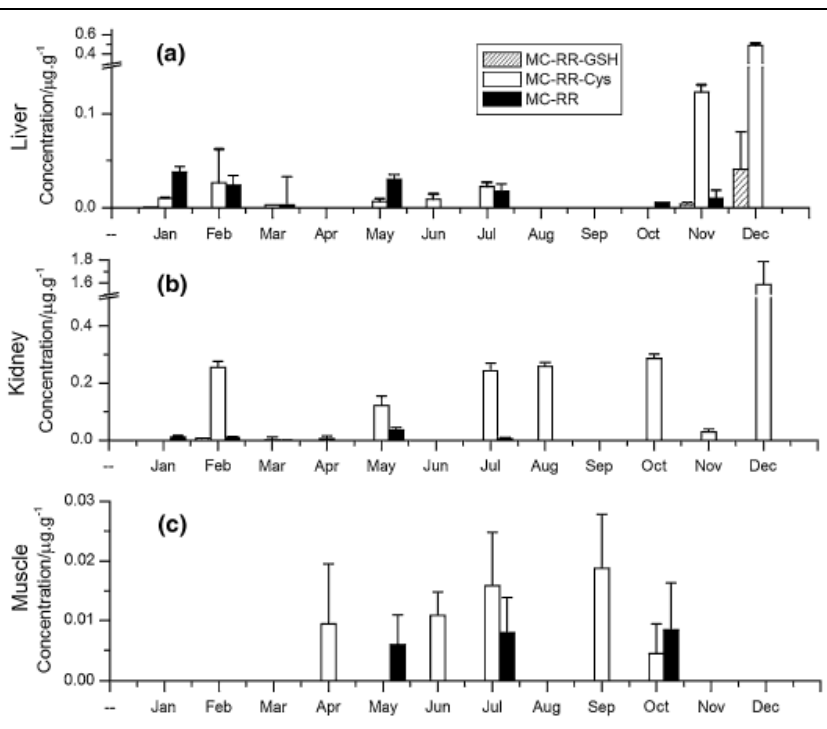 (a)
MC-RR-GSH
MC-RR-Cys
MC-RR
Liver
Concentration/μg.g⁻¹
0.6
0.4
0.1
0.0
-- Jan Feb Mar Apr May Jun Jul Aug Sep Oct Nov Dec
(b)
Kidney
Concentration/μg.g⁻¹
1.8
1.6
0.4
0.2
0.0
-- Jan Feb Mar Apr May Jun Jul Aug Sep Oct Nov Dec
(c)
Muscle
Concentration/μg.g⁻¹
0.03
0.02
0.01
0.00
-- Jan Feb Mar Apr May Jun Jul Aug Sep Oct Nov Dec